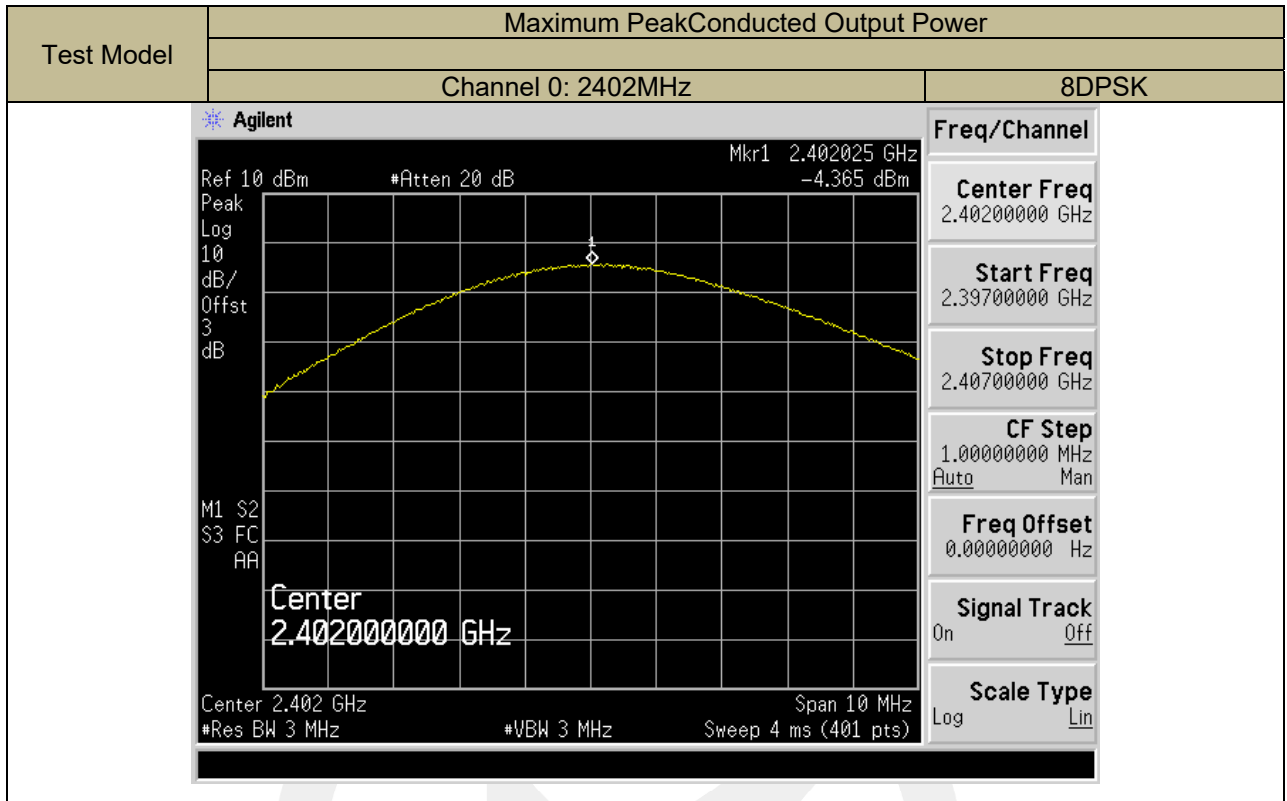 Test Model
Maximum PeakConducted Output Power
Channel 0: 2402MHz
8DPSK
Agilent
Freq/Channel
Mkr1 2.402025 GHz
Ref 10 dBm #Atten 20 dB -4.365 dBm
Peak
Log
10
dB/
Offst
3
dB
1
M1 S2
S3 FC
AA
Center
2.402000000 GHz
Center 2.402 GHz Span 10 MHz
#Res BW 3 MHz #VBW 3 MHz Sweep 4 ms (401 pts)
Center Freq
2.40200000 GHz
Start Freq
2.39700000 GHz
Stop Freq
2.40700000 GHz
CF Step
1.00000000 MHz
Auto Man
Freq Offset
0.00000000 Hz
Signal Track
On Off
Scale Type
Log Lin